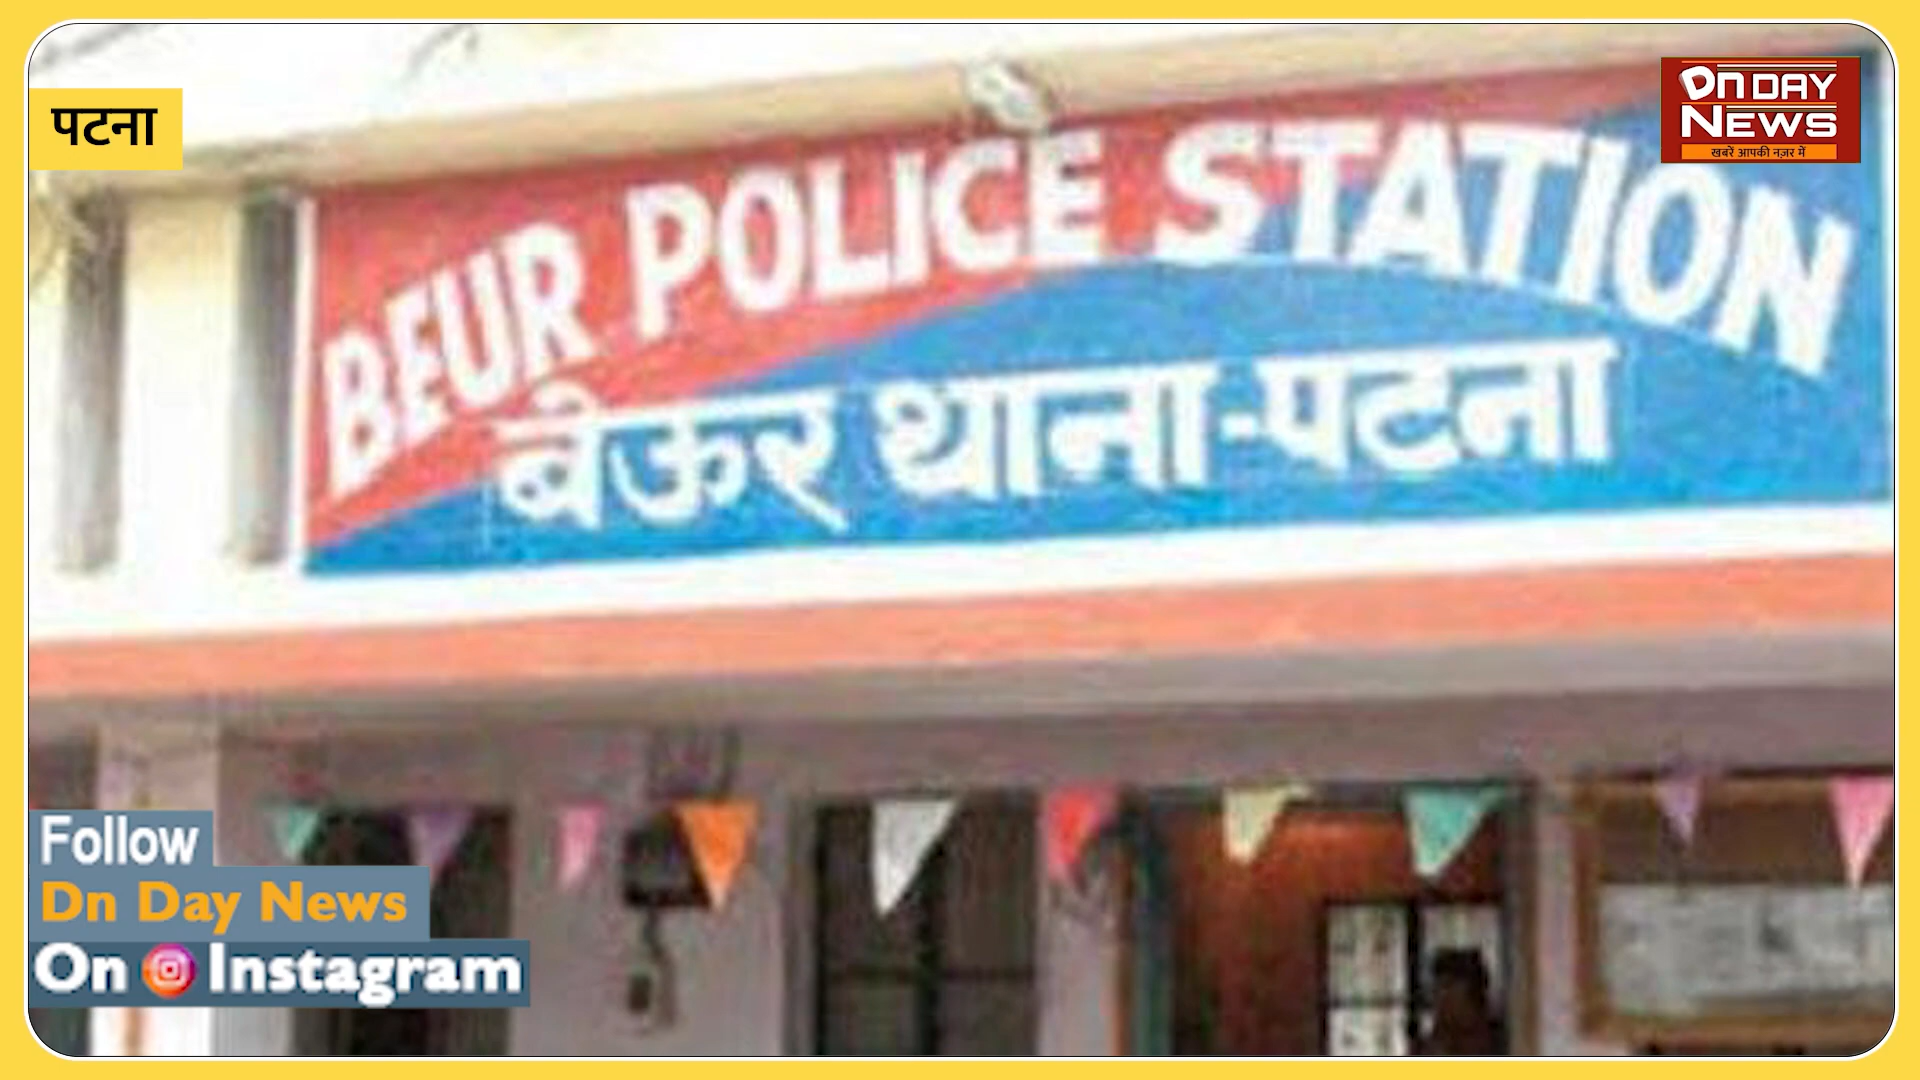 पटना
Dn DAY
NEWS
खबरें आपकी नज़र में
BEUR POLICE STATION
बेऊर थाना-पटना
Follow
Dn Day News
On Instagram